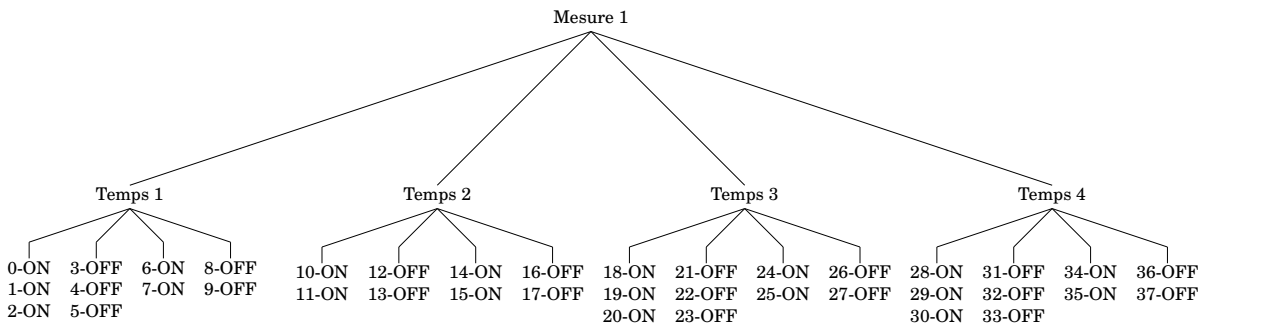 Mesure 1
Temps 1 Temps 2 Temps 3 Temps 4
0-ON 3-OFF 6-ON 8-OFF 10-ON 12-OFF 14-ON 16-OFF 18-ON 21-OFF 24-ON 26-OFF 28-ON 31-OFF 34-ON 36-OFF
1-ON 4-OFF 7-ON 9-OFF 11-ON 13-OFF 15-ON 17-OFF 19-ON 22-OFF 25-ON 27-OFF 29-ON 32-OFF 35-ON 37-OFF
2-ON 5-OFF 20-ON 23-OFF 30-ON 33-OFF